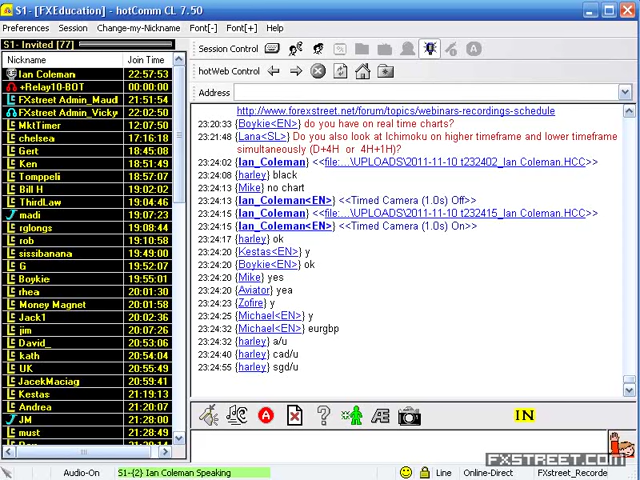 S1- [FXEducation] - hotComm CL 7.50
Preferences Session Change-my-Nickname Font[-] Font[+] Help
S1- Invited [77]
Nickname Join Time
Ian Coleman 22:57:53
+Relay10-BOT 00:00:00
FXstreet Admin_Maud 21:51:54
FXstreet Admin_Vicky 02:02:50
MktTimer 07:57:30
chelsea 17:16:18
Gert 18:45:08
Ken 18:51:49
Tomppeli 18:51:50
Bill H 19:02:02
ThirdLaw 19:04:46
madi 19:07:23
rglongs 19:08:44
rob 19:10:58
sissibanana 19:49:00
G 19:52:07
Boykie 19:55:01
rhea 20:01:30
Money Magnet 20:01:58
Jack1 20:02:36
jim 20:07:26
David_ 20:53:06
kath 20:54:04
UK 20:55:49
JacekMaciag 20:59:41
Kestas 21:19:13
Andrea 21:20:07
JM 21:28:00
must 21:28:49
Session Control
hotWeb Control
Address
http://www.forexstreet.net/forum/topics/webinars-recordings-schedule
23:20:33 {Boykie<EN>} do you have on real time charts?
23:21:48 {Lana<SL>} Do you also look at Ichimoku on higher timeframe and lower timeframe
simultaneously (D+4H or 4H+1H)?
23:24:02 {Ian_Coleman} <<file:...\UPLOADS\2011-11-10 t232402_Ian Coleman.HCC>>
23:24:08 {harley} black
23:24:13 {Mike} no chart
23:24:13 {Ian_Coleman<EN>} <<Timed Camera (1.0s) Off>>
23:24:15 {Ian_Coleman} <<file:...\UPLOADS\2011-11-10 t232415_Ian Coleman.HCC>>
23:24:15 {Ian_Coleman<EN>} <<Timed Camera (1.0s) On>>
23:24:17 {harley} ok
23:24:20 {Kestas<EN>} y
23:24:20 {Boykie<EN>} ok
23:24:20 {Mike} yes
23:24:20 {Aviator} yea
23:24:23 {Zofire} y
23:24:25 {Michael<EN>} y
23:24:32 {Michael<EN>} eurgbp
23:24:32 {harley} a/u
23:24:40 {harley} cad/u
23:24:55 {harley} sgd/u
IN
FXSTREET.COM
Audio-On S1-{2} Ian Coleman Speaking Line Online-Direct FXstreet_Recorde